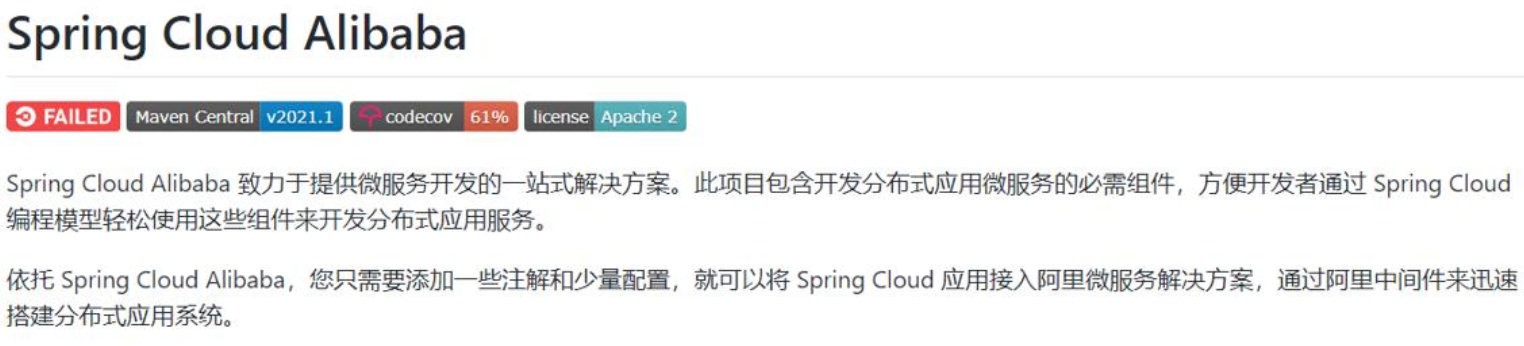 Spring Cloud Alibaba
FAILED Maven Central v2021.1 codecov 61% license Apache 2
Spring Cloud Alibaba 致力于提供微服务开发的一站式解决方案。此项目包含开发分布式应用微服务的必需组件，方便开发者通过 Spring Cloud
编程模型轻松使用这些组件来开发分布式应用服务。
依托 Spring Cloud Alibaba，您只需要添加一些注解和少量配置，就可以将 Spring Cloud 应用接入阿里微服务解决方案，通过阿里中间件来迅速
搭建分布式应用系统。